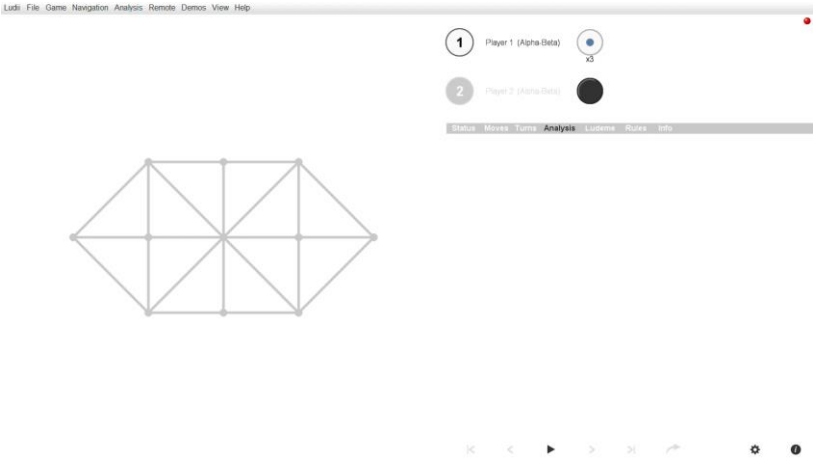 Ludii File Game Navigation Analysis Remote Demos View Help
1 Player 1 (Alpha-Beta)
x3
2 Player 2 (Alpha-Beta)
Status Moves Turns Analysis Ludeme Rules Info